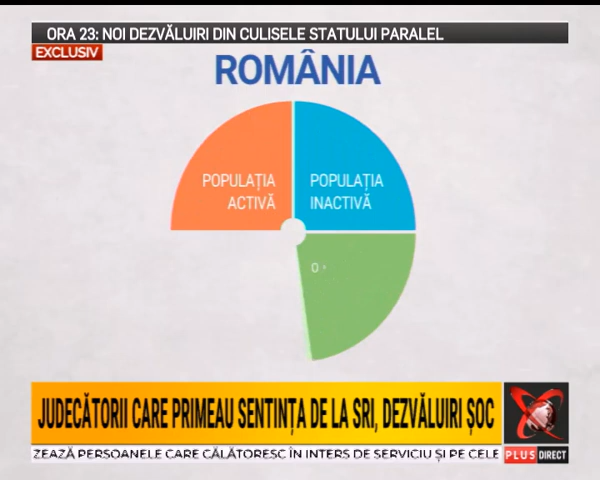 ORA 23: NOI DEZVĂLUIRI DIN CULISELE STATULUI PARALEL
EXCLUSIV
ROMÂNIA
POPULAȚIA
ACTIVĂ
POPULAȚIA
INACTIVĂ
0
JUDECĂTORII CARE PRIMEAU SENTINȚA DE LA SRI, DEZVĂLUIRI ȘOC
ZEAZĂ PERSOANELE CARE CĂLĂTORESC ÎN INTERS DE SERVICIU ȘI PE CELE
PLUS DIRECT